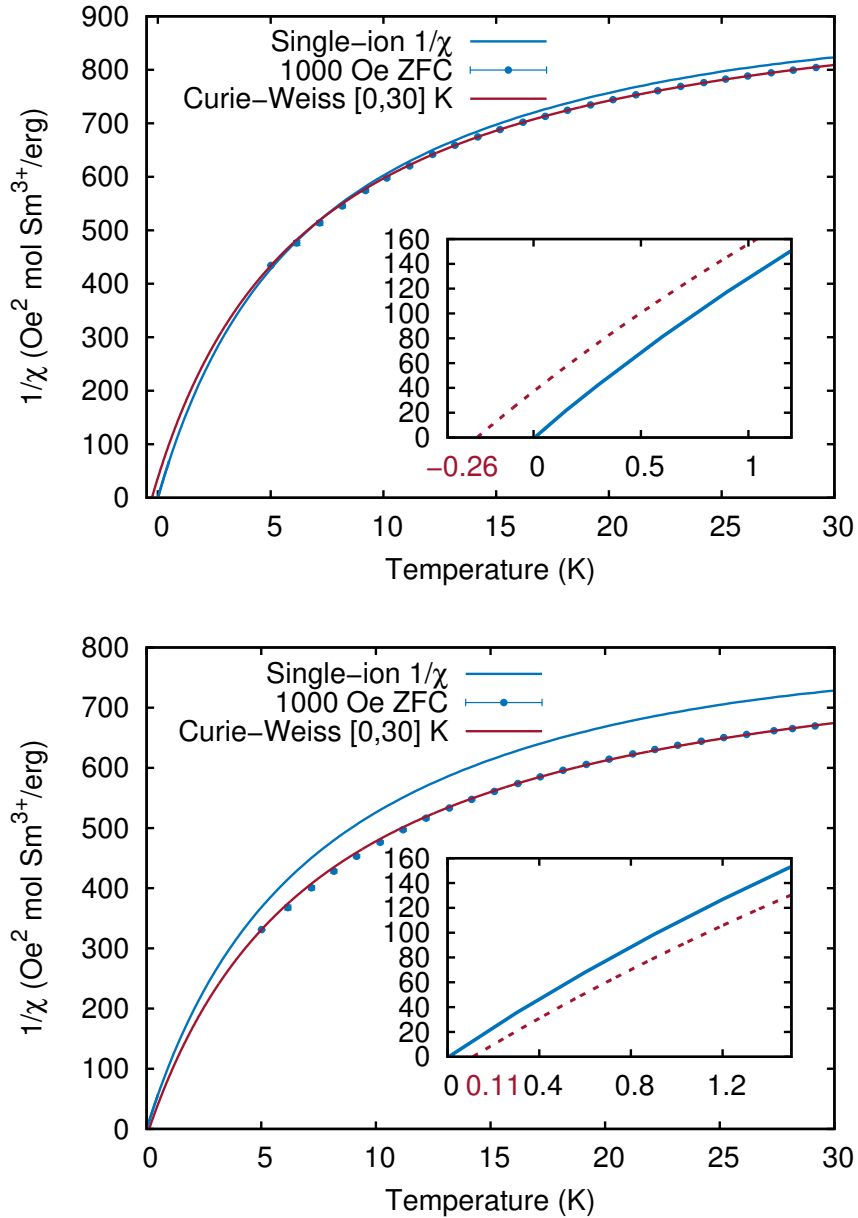 900
800
700
600
500
400
300
200
100
0
1/χ (Oe² mol Sm³⁺/erg)
Single−ion 1/χ
1000 Oe ZFC
Curie−Weiss [0,30] K
160
140
120
100
80
60
40
20
0
−0.26 0 0.5 1
0 5 10 15 20 25 30
Temperature (K)
800
700
600
500
400
300
200
100
0
1/χ (Oe² mol Sm³⁺/erg)
Single−ion 1/χ
1000 Oe ZFC
Curie−Weiss [0,30] K
160
140
120
100
80
60
40
20
0
0 0.11 0.4 0.8 1.2
0 5 10 15 20 25 30
Temperature (K)